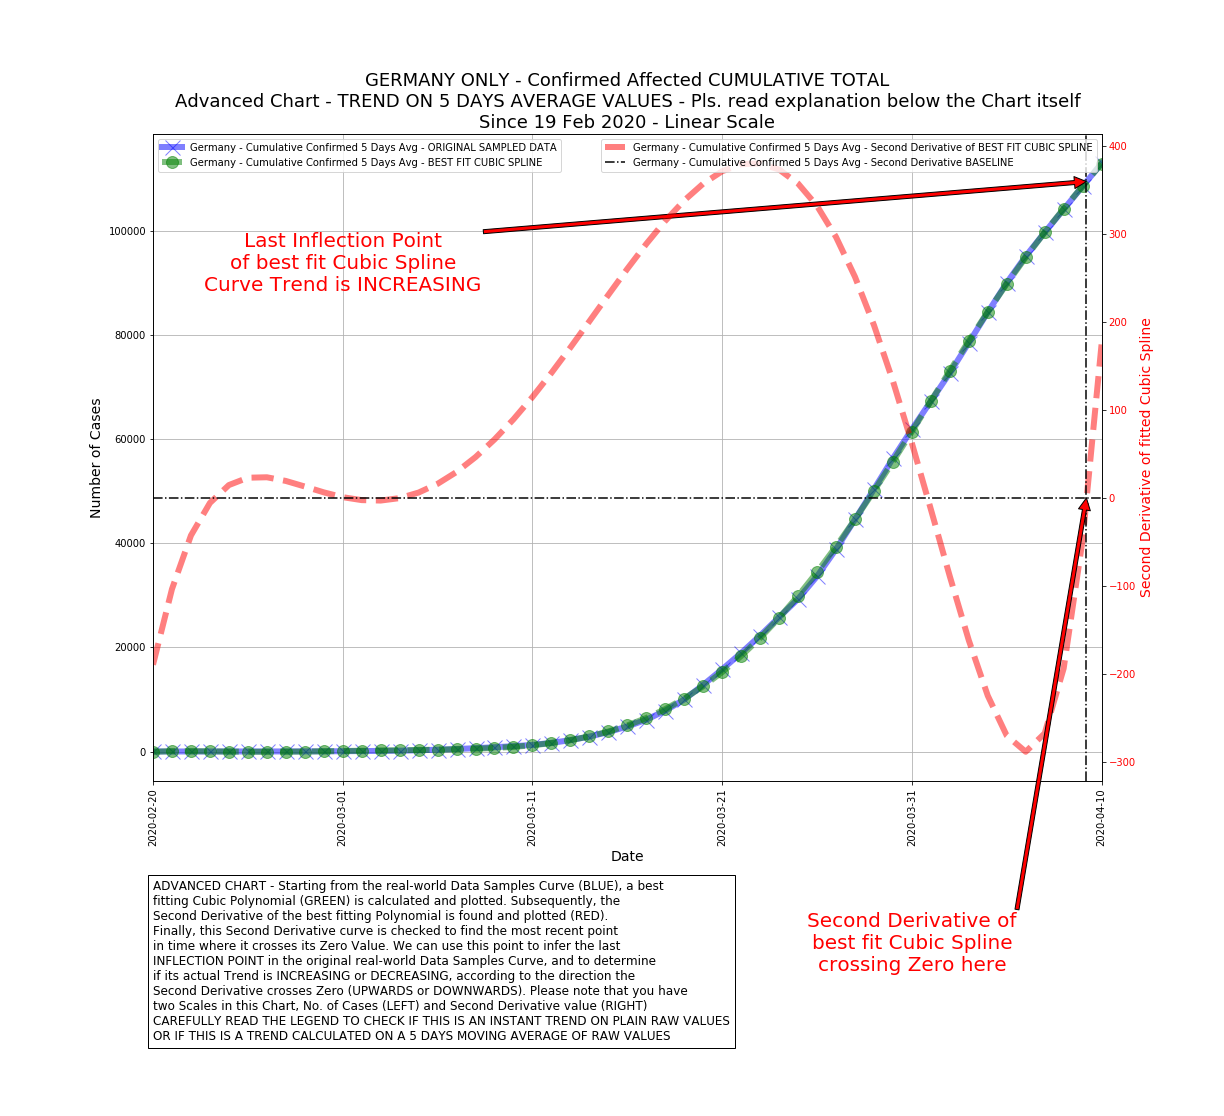 GERMANY ONLY - Confirmed Affected CUMULATIVE TOTAL
Advanced Chart - TREND ON 5 DAYS AVERAGE VALUES - Pls. read explanation below the Chart itself
Since 19 Feb 2020 - Linear Scale
Germany - Cumulative Confirmed 5 Days Avg - ORIGINAL SAMPLED DATA
Germany - Cumulative Confirmed 5 Days Avg - BEST FIT CUBIC SPLINE
Germany - Cumulative Confirmed 5 Days Avg - Second Derivative of BEST FIT CUBIC SPLINE
Germany - Cumulative Confirmed 5 Days Avg - Second Derivative BASELINE
Last Inflection Point
of best fit Cubic Spline
Curve Trend is INCREASING
Number of Cases
100000
80000
60000
40000
20000
0
400
300
200
100
0
−100
−200
−300
Second Derivative of fitted Cubic Spline
2020-02-20
2020-03-01
2020-03-11
2020-03-21
2020-03-31
2020-04-10
Date
ADVANCED CHART - Starting from the real-world Data Samples Curve (BLUE), a best
fitting Cubic Polynomial (GREEN) is calculated and plotted. Subsequently, the
Second Derivative of the best fitting Polynomial is found and plotted (RED).
Finally, this Second Derivative curve is checked to find the most recent point
in time where it crosses its Zero Value. We can use this point to infer the last
INFLECTION POINT in the original real-world Data Samples Curve, and to determine
if its actual Trend is INCREASING or DECREASING, according to the direction the
Second Derivative crosses Zero (UPWARDS or DOWNWARDS). Please note that you have
two Scales in this Chart, No. of Cases (LEFT) and Second Derivative value (RIGHT)
CAREFULLY READ THE LEGEND TO CHECK IF THIS IS AN INSTANT TREND ON PLAIN RAW VALUES
OR IF THIS IS A TREND CALCULATED ON A 5 DAYS MOVING AVERAGE OF RAW VALUES
Second Derivative of
best fit Cubic Spline
crossing Zero here